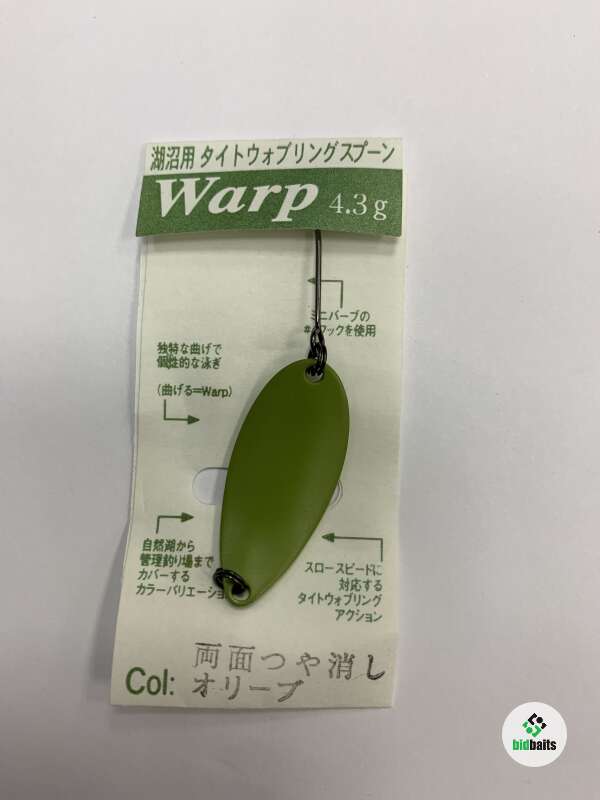 湖沼用 タイトウォブリングスプーン
Warp 4.3g
ミニバーブの
フックを使用
独特な曲げで
個性的な泳ぎ
(曲げる=Warp)
自然湖から
管理釣り場まで
カバーする
カラーバリエーショ
スロースピードに
対応する
タイトウォブリング
アクション
Col: 両面つや消し
オリーブ
bidbaits